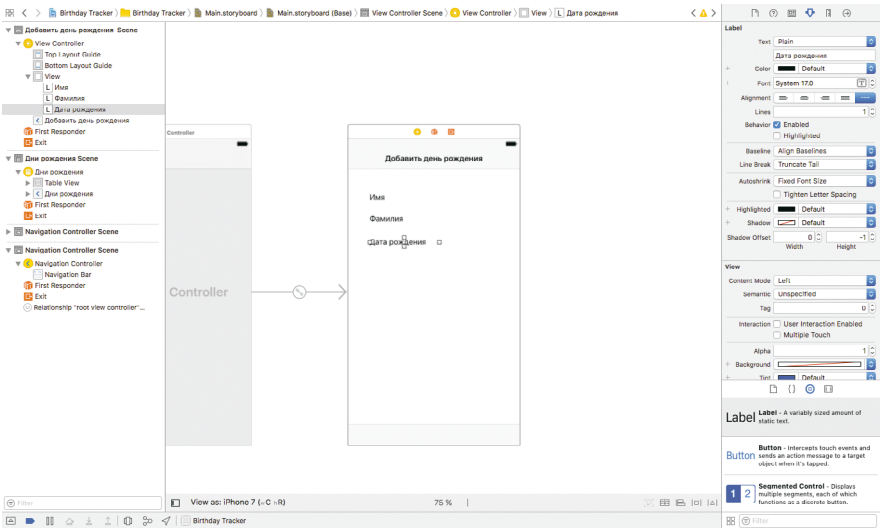 Birthday Tracker
Birthday Tracker
Main.storyboard
Main.storyboard (Base)
View Controller Scene
View Controller
View
L Дата рождения
Добавить день рождения Scene
View Controller
Top Layout Guide
Bottom Layout Guide
View
L Имя
L Фамилия
L Дата рождения
Добавить день рождения
First Responder
Exit
Дни рождения Scene
Дни рождения
Table View
Дни рождения
First Responder
Exit
Navigation Controller Scene
Navigation Controller Scene
Navigation Controller
Navigation Bar
First Responder
Exit
Relationship "root view controller"...
Filter
Controller
Controller
Добавить день рождения
Имя
Фамилия
Дата рождения
View as: iPhone 7 (wC hR)
75 %
Birthday Tracker
Label
Text Plain
Дата рождения
Color Default
Font System 17.0
Alignment
Lines 1
Behavior Enabled
Highlighted
Baseline Align Baselines
Line Break Truncate Tail
Autoshrink Fixed Font Size
Tighten Letter Spacing
Highlighted Default
Shadow Default
Shadow Offset 0 -1
Width Height
View
Content Mode Left
Semantic Unspecified
Tag 0
Interaction User Interaction Enabled
Multiple Touch
Alpha 1
Background
Tint Default
Label
Label - A variably sized amount of
static text.
Button
Button - Intercepts touch events and
sends an action message to a target
object when it's tapped.
1 2
Segmented Control - Displays
multiple segments, each of which
functions as a discrete button.
Filter